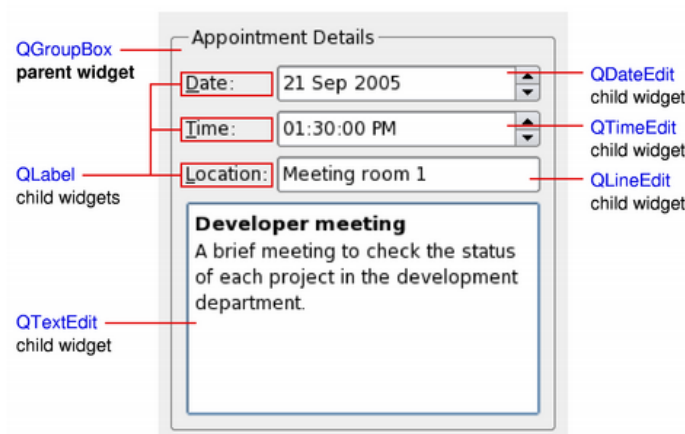 Appointment Details
QGroupBox
parent widget
Date:
21 Sep 2005
QDateEdit
child widget
Time:
01:30:00 PM
QTimeEdit
child widget
QLabel
child widgets
Location:
Meeting room 1
QLineEdit
child widget
Developer meeting
A brief meeting to check the status
of each project in the development
department.
QTextEdit
child widget